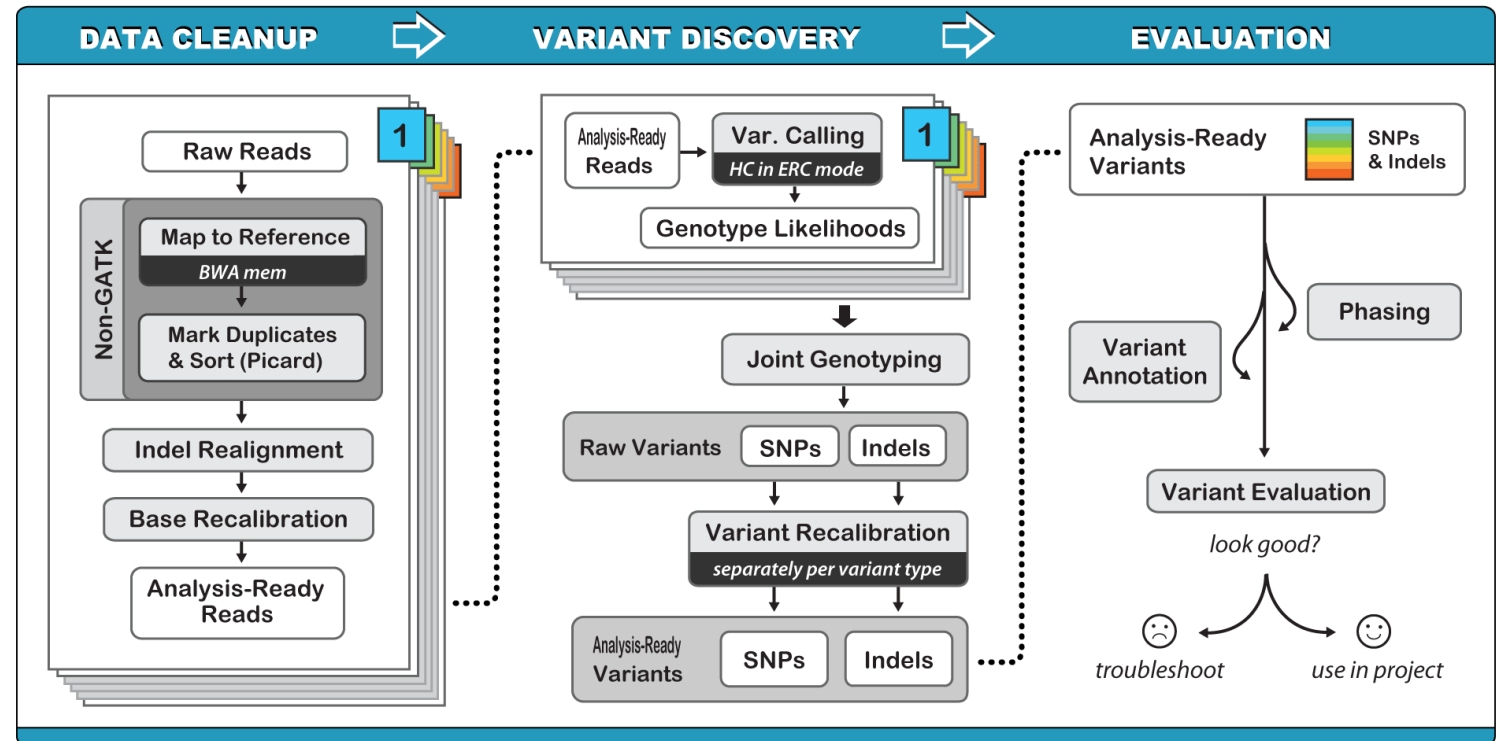 DATA CLEANUP
VARIANT DISCOVERY
EVALUATION
1
Raw Reads
Non-GATK
Map to Reference
BWA mem
Mark Duplicates
& Sort (Picard)
Indel Realignment
Base Recalibration
Analysis-Ready
Reads
1
Analysis-Ready
Reads
Var. Calling
HC in ERC mode
Genotype Likelihoods
Joint Genotyping
Raw Variants
SNPs
Indels
Variant Recalibration
separately per variant type
Analysis-Ready
Variants
SNPs
Indels
Analysis-Ready
Variants
SNPs
& Indels
Phasing
Variant
Annotation
Variant Evaluation
look good?
troubleshoot
use in project